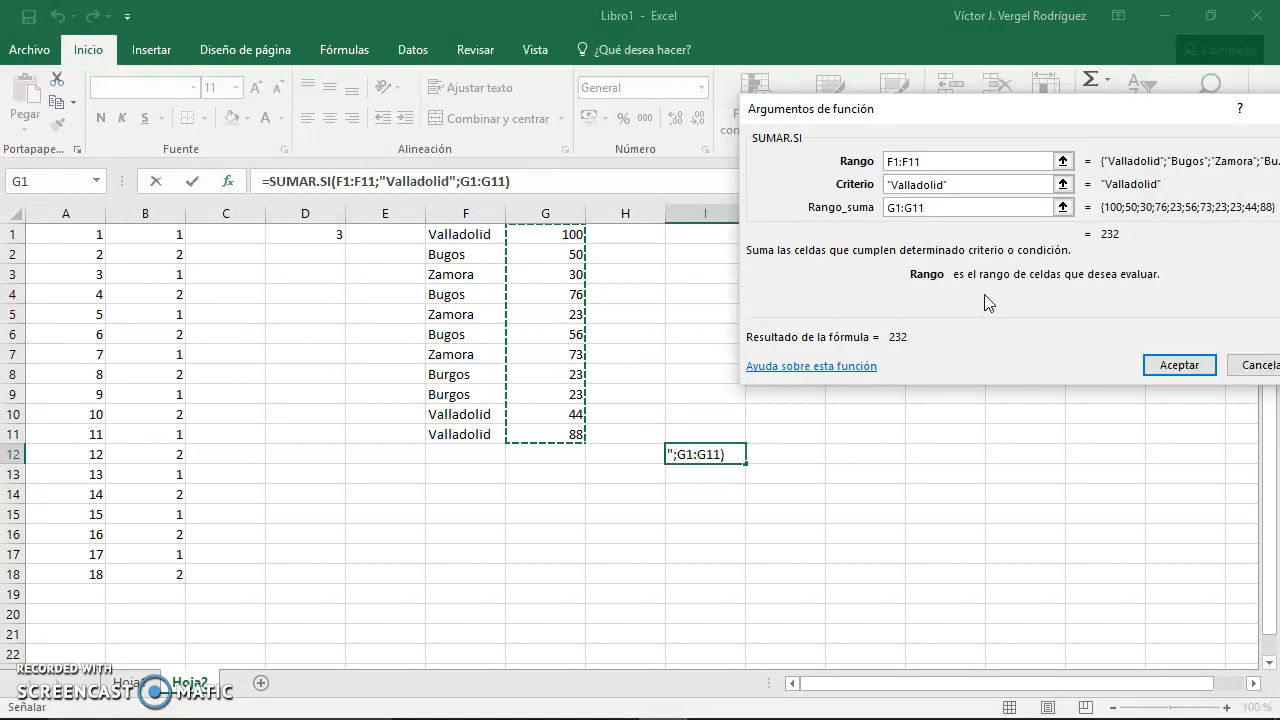 Libro1 - Excel
Víctor J. Vergel Rodríguez
Archivo Inicio Insertar Diseño de página Fórmulas Datos Revisar Vista ¿Qué desea hacer?
Pegar
11
N K S
Ajustar texto
Combinar y centrar
General
% 000
Portapape...
Fuente
Alineación
Número
G1
=SUMAR.SI(F1:F11;"Valladolid";G1:G11)
Argumentos de función
?
SUMAR.SI
Rango F1:F11 = {"Valladolid";"Bugos";"Zamora";"Bu.
Criterio "Valladolid" = "Valladolid"
Rango_suma G1:G11 = {100;50;30;76;23;56;73;23;23;44;88}
= 232
Suma las celdas que cumplen determinado criterio o condición.
Rango es el rango de celdas que desea evaluar.
Resultado de la fórmula = 232
Ayuda sobre esta función
Aceptar
Cancela
A B C D E F G H I
1 1 1 3 Valladolid 100
2 2 2 Bugos 50
3 3 1 Zamora 30
4 4 2 Bugos 76
5 5 1 Zamora 23
6 6 2 Bugos 56
7 7 1 Zamora 73
8 8 2 Burgos 23
9 9 1 Burgos 23
10 10 2 Valladolid 44
11 11 1 Valladolid 88
12 12 2 ";G1:G11)
13 13 1
14 14 2
15 15 1
16 16 2
17 17 1
18 18 2
19
20
21
22
RECORDED WITH
SCREENCAST MATIC
Hoja2
Señalar
100 %